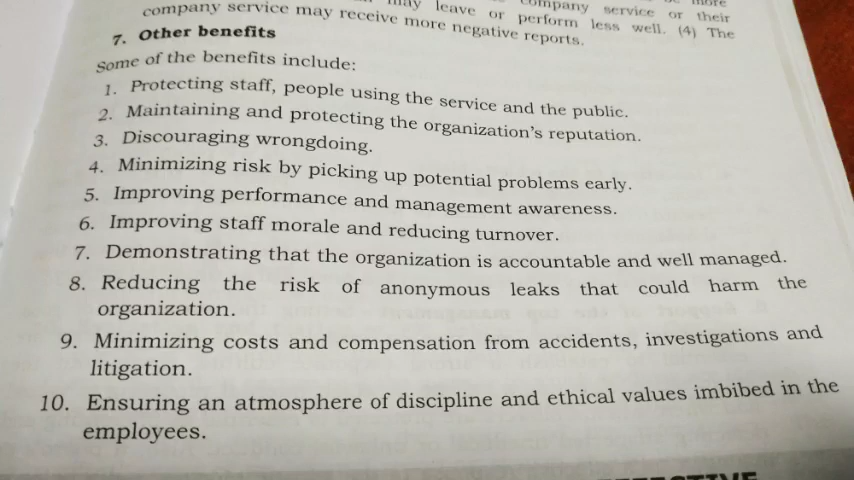 may leave or perform less well. (4) The
company service or their
company service may receive more negative reports.
7. Other benefits
Some of the benefits include:
1. Protecting staff, people using the service and the public.
2. Maintaining and protecting the organization's reputation.
3. Discouraging wrongdoing.
4. Minimizing risk by picking up potential problems early.
5. Improving performance and management awareness.
6. Improving staff morale and reducing turnover.
7. Demonstrating that the organization is accountable and well managed.
8. Reducing the risk of anonymous leaks that could harm the
organization.
9. Minimizing costs and compensation from accidents, investigations and
litigation.
10. Ensuring an atmosphere of discipline and ethical values imbibed in the
employees.